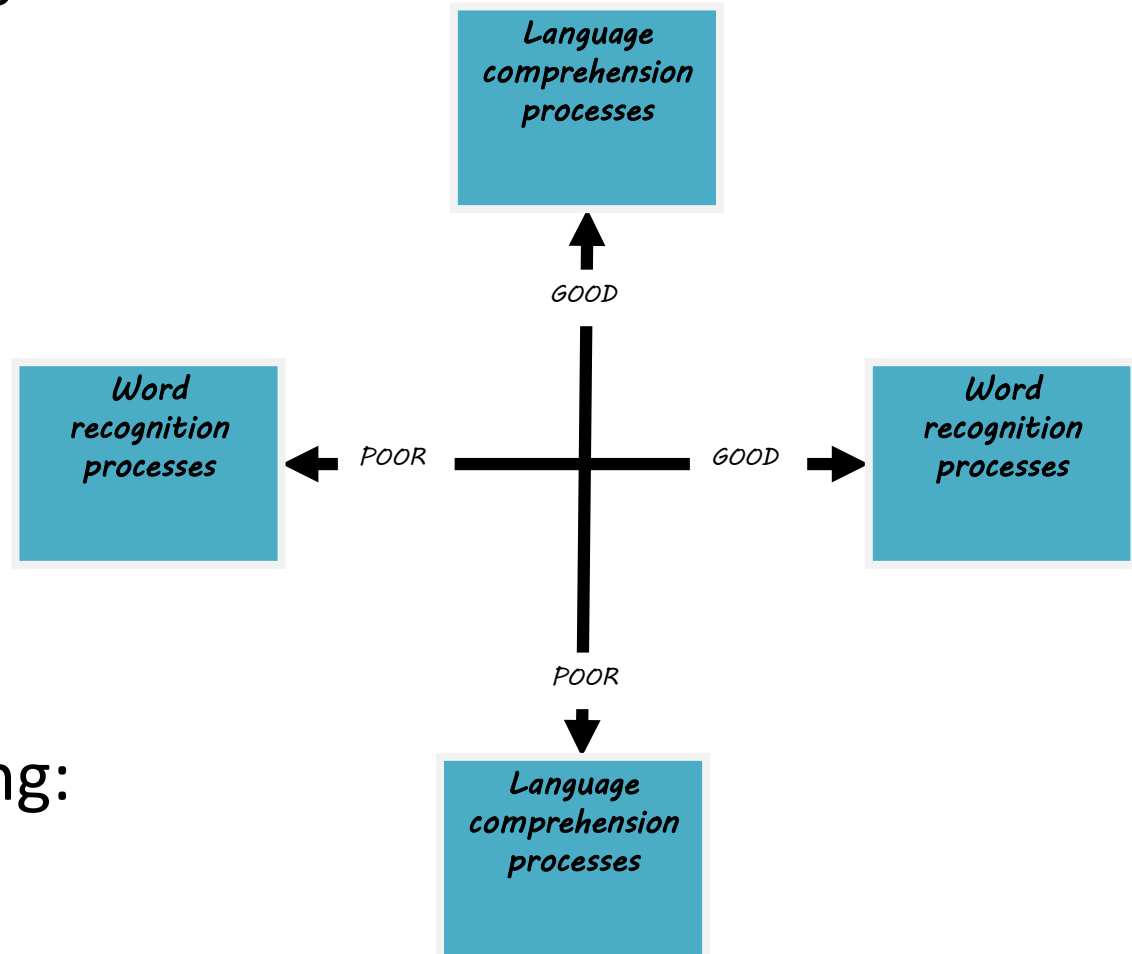 Language
comprehension
processes
GOOD
Word
recognition
processes
POOR
GOOD
Word
recognition
processes
POOR
ng:
Language
comprehension
processes